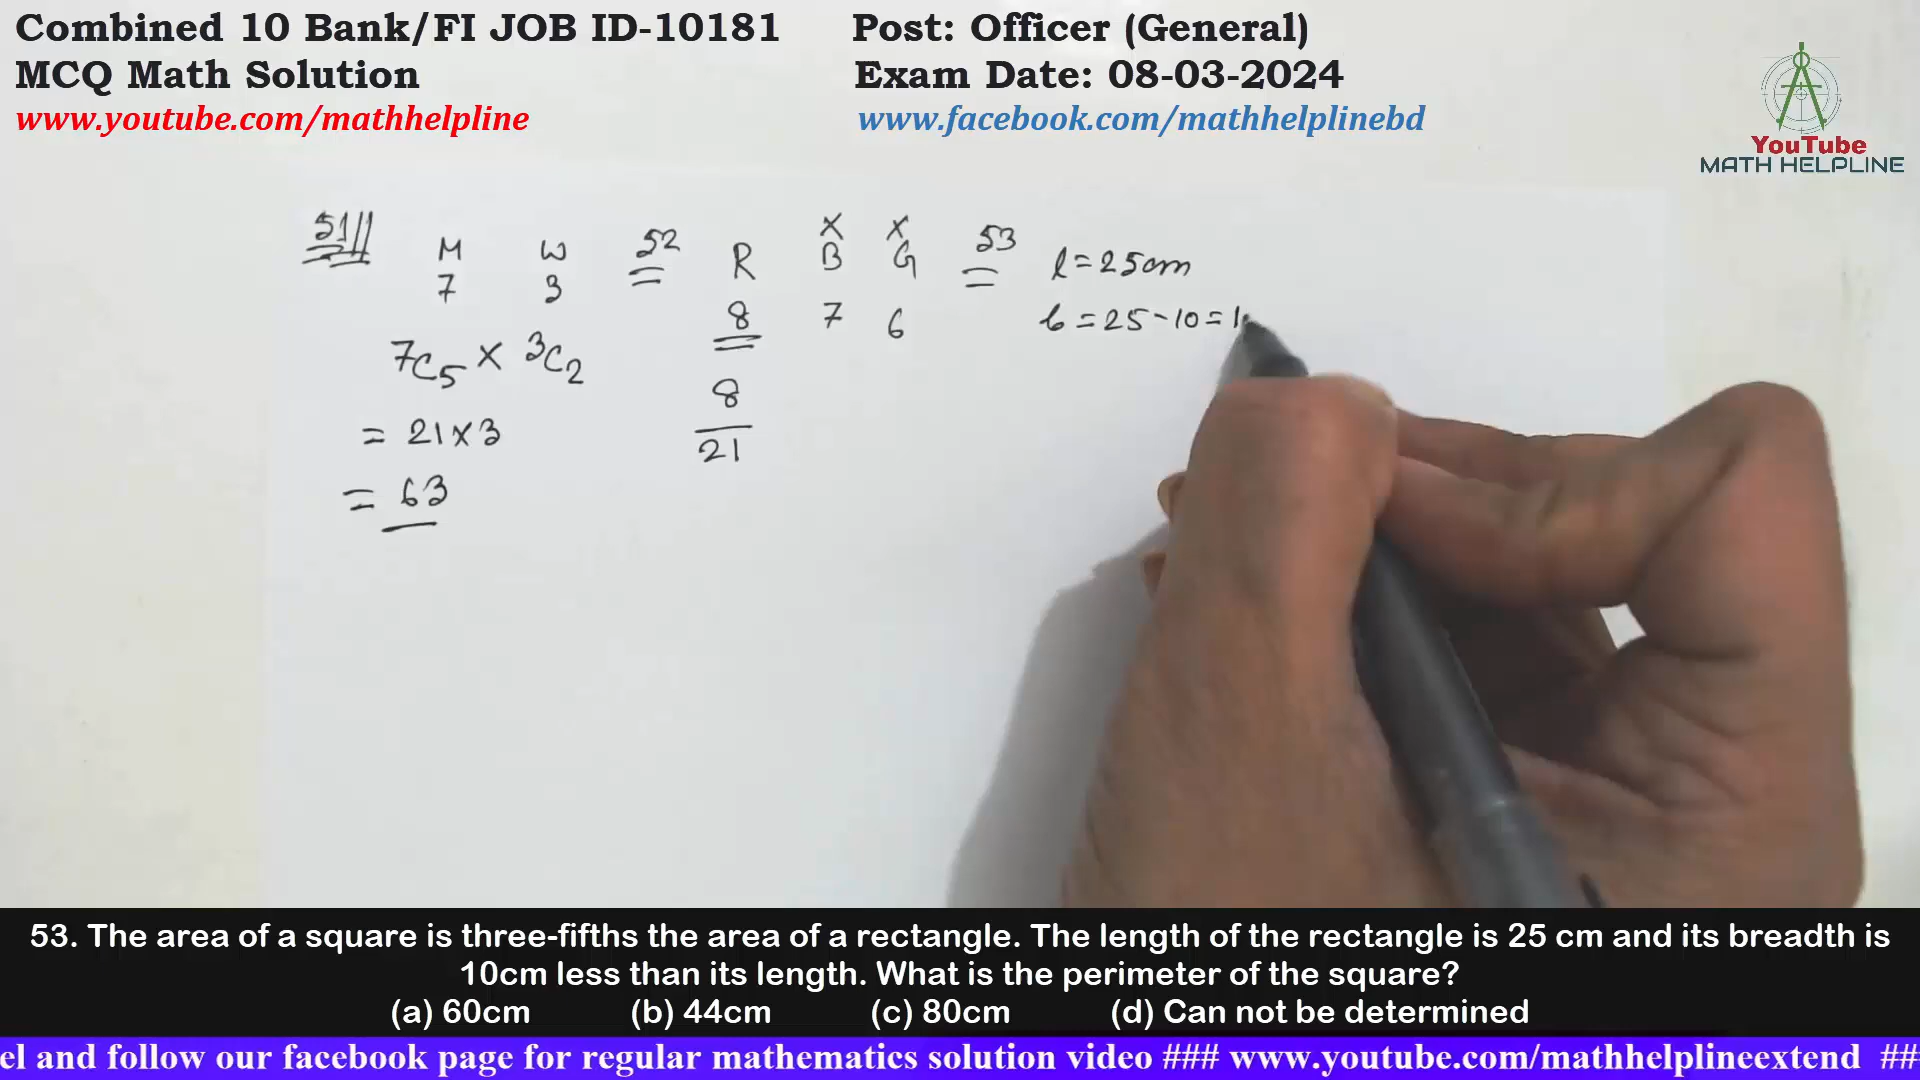 Combined 10 Bank/FI JOB ID-10181
Post: Officer (General)
MCQ Math Solution
Exam Date: 08-03-2024
www.youtube.com/mathhelpline
www.facebook.com/mathhelplinebd
YouTube
MATH HELPLINE
51
M W
7 3
7C5 × 3C2
= 21×3
= 63
52
× ×
R B G
8 7 6
8
21
53
l = 25cm
b = 25-10=1
53. The area of a square is three-fifths the area of a rectangle. The length of the rectangle is 25 cm and its breadth is
10cm less than its length. What is the perimeter of the square?
(a) 60cm (b) 44cm (c) 80cm (d) Can not be determined
el and follow our facebook page for regular mathematics solution video ### www.youtube.com/mathhelplineextend ##